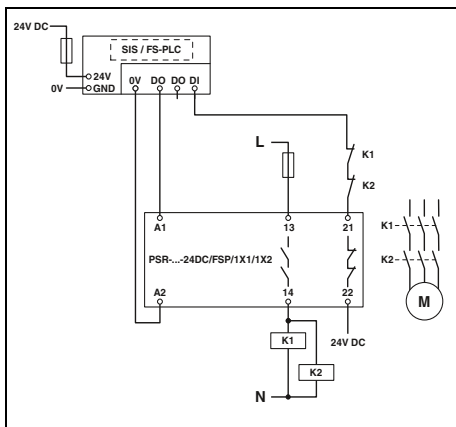 24V DC
SIS / FS-PLC
24V
0V
GND
0V DO DO DI
K1
L
K2
A1 13 21
K1
PSR-...-24DC/FSP/1X1/1X2
K2
A2 14 22
M
K1
24V DC
K2
N